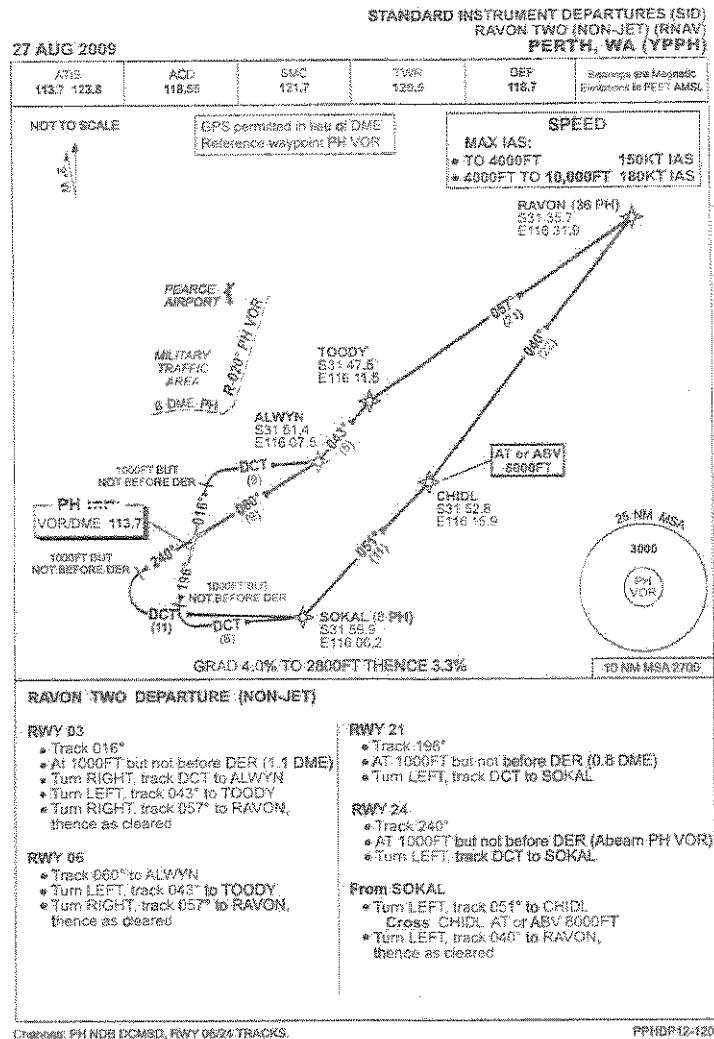 STANDARD INSTRUMENT DEPARTURES (SID)
RAVON TWO (NON-JET) (RNAV)
27 AUG 2009
PERTH, WA (YPPH)
ATIS
113.7 123.8
ACD
118.55
SMC
121.7
TWR
120.5
DEP
118.7
Bearings are Magnetic
Elevations in FEET AMSL
NOT TO SCALE
GPS permitted in lieu of DME
Reference waypoint PH VOR
SPEED
MAX IAS:
• TO 4000FT 150KT IAS
• 4000FT TO 10,000FT 180KT IAS
RAVON (36 PH)
S31 35.7
E116 31.9
PEARCE
AIRPORT
R-020° PH VOR
MILITARY
TRAFFIC
AREA
6 DME PH
057°
(21)
040°
TOODY
S31 47.5
E116 11.5
ALWYN
S31 51.4
E116 07.5
043°
(5)
1000FT BUT
NOT BEFORE DER
DCT
(9)
016°
060°
(9)
AT or ABV
8000FT
CHIDL
S31 52.8
E116 15.9
PH
VOR/DME 113.7
1000FT BUT
NOT BEFORE DER
240°
196°
1000FT BUT
NOT BEFORE DER
051°
(11)
DCT
(11)
DCT
(8)
SOKAL (8 PH)
S31 59.9
E116 06.2
25 NM MSA
3000
PH
VOR
GRAD 4.0% TO 2800FT THENCE 3.3%
10 NM MSA 2700
RAVON TWO DEPARTURE (NON-JET)
RWY 03
• Track 016°
• At 1000FT but not before DER (1.1 DME)
• Turn RIGHT, track DCT to ALWYN
• Turn LEFT, track 043° to TOODY
• Turn RIGHT, track 057° to RAVON,
thence as cleared
RWY 06
• Track 060° to ALWYN
• Turn LEFT, track 043° to TOODY
• Turn RIGHT, track 057° to RAVON,
thence as cleared
RWY 21
• Track 196°
• AT 1000FT but not before DER (0.8 DME)
• Turn LEFT, track DCT to SOKAL
RWY 24
• Track 240°
• AT 1000FT but not before DER (Abeam PH VOR)
• Turn LEFT, track DCT to SOKAL
From SOKAL
• Turn LEFT, track 051° to CHIDL
Cross CHIDL AT or ABV 8000FT
• Turn LEFT, track 040° to RAVON,
thence as cleared
Changes: PH NDB DCMSD, RWY 06/24 TRACKS.
PPHDP12-120